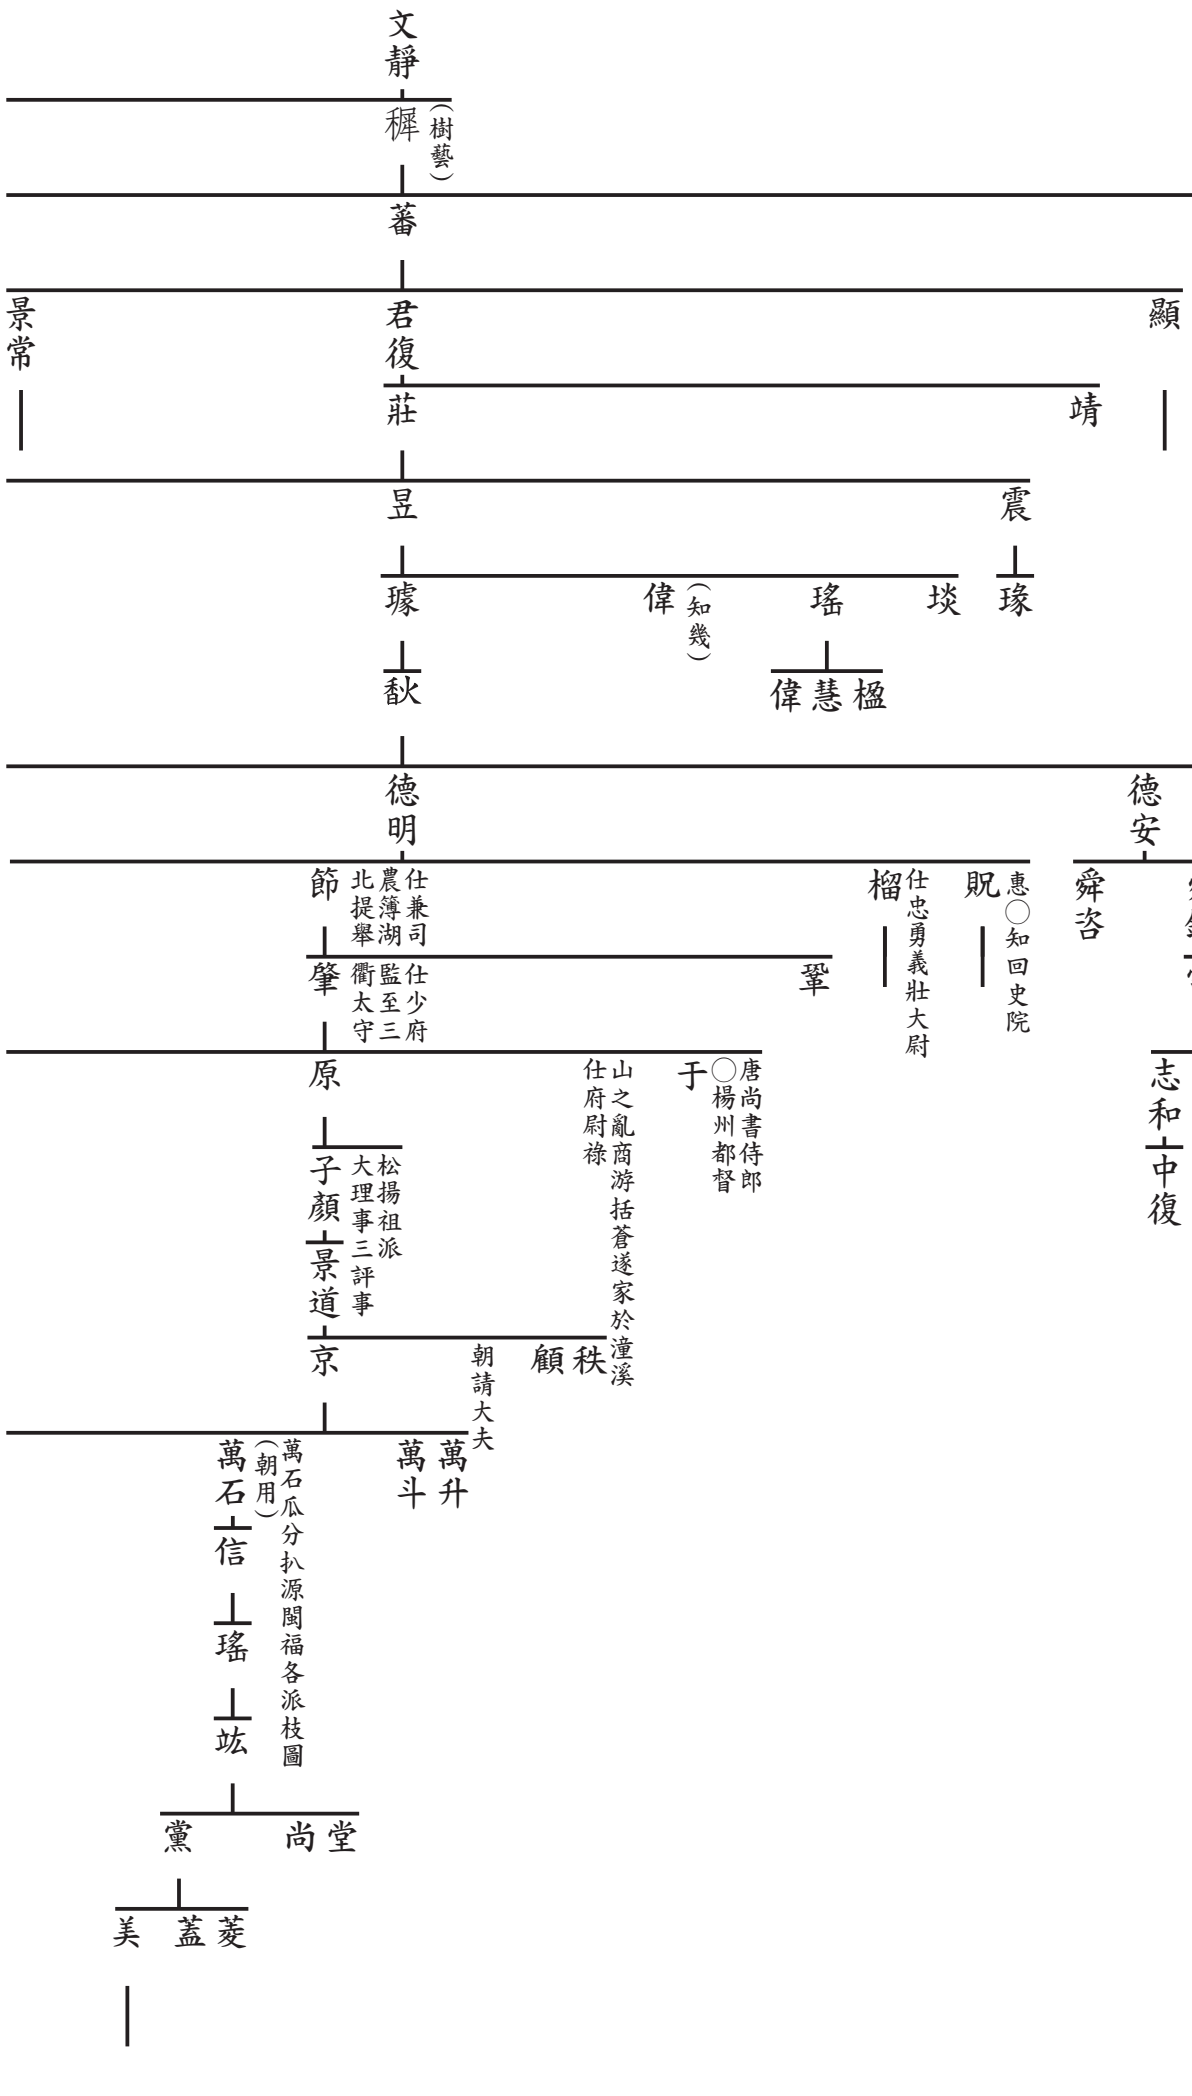 文靜
穉
(樹藝)
蕃
顯
君復
景常
靖
莊
震
昱
瑑
埮
瑤
偉
(知幾)
璩
楹
慧
偉
馛
德安
德明
舜咨
貺
惠○知回史院
榴
仕忠勇義壯大尉
節
仕兼司
農簿湖
北提舉
鞏
肇
仕少府
監至三
衢太守
志和
于
唐尚書侍郎
○楊州都督
原
中復
子顏
松揚祖派
大理事三評事
景道
秩
山之亂商游括蒼遂家於潼溪
仕府尉祿
顧
京
朝請大夫
萬升
萬斗
萬石
萬石瓜分扒源閩福各派枝圖
(朝用)
信
瑤
竑
堂
尚
黨
菱
蓋
美